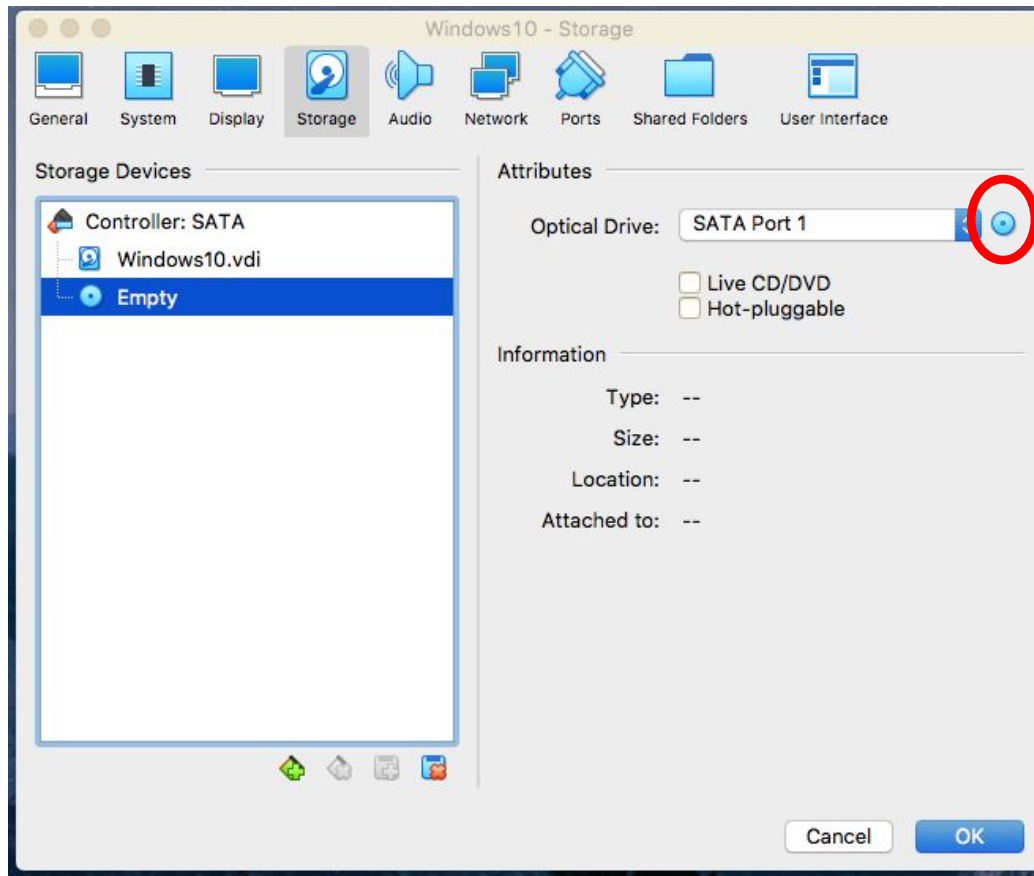 Windows10 - Storage
General System Display Storage Audio Network Ports Shared Folders User Interface
Storage Devices
Controller: SATA
Windows10.vdi
Empty
Attributes
Optical Drive: SATA Port 1
Live CD/DVD
Hot-pluggable
Information
Type: --
Size: --
Location: --
Attached to: --
Cancel OK